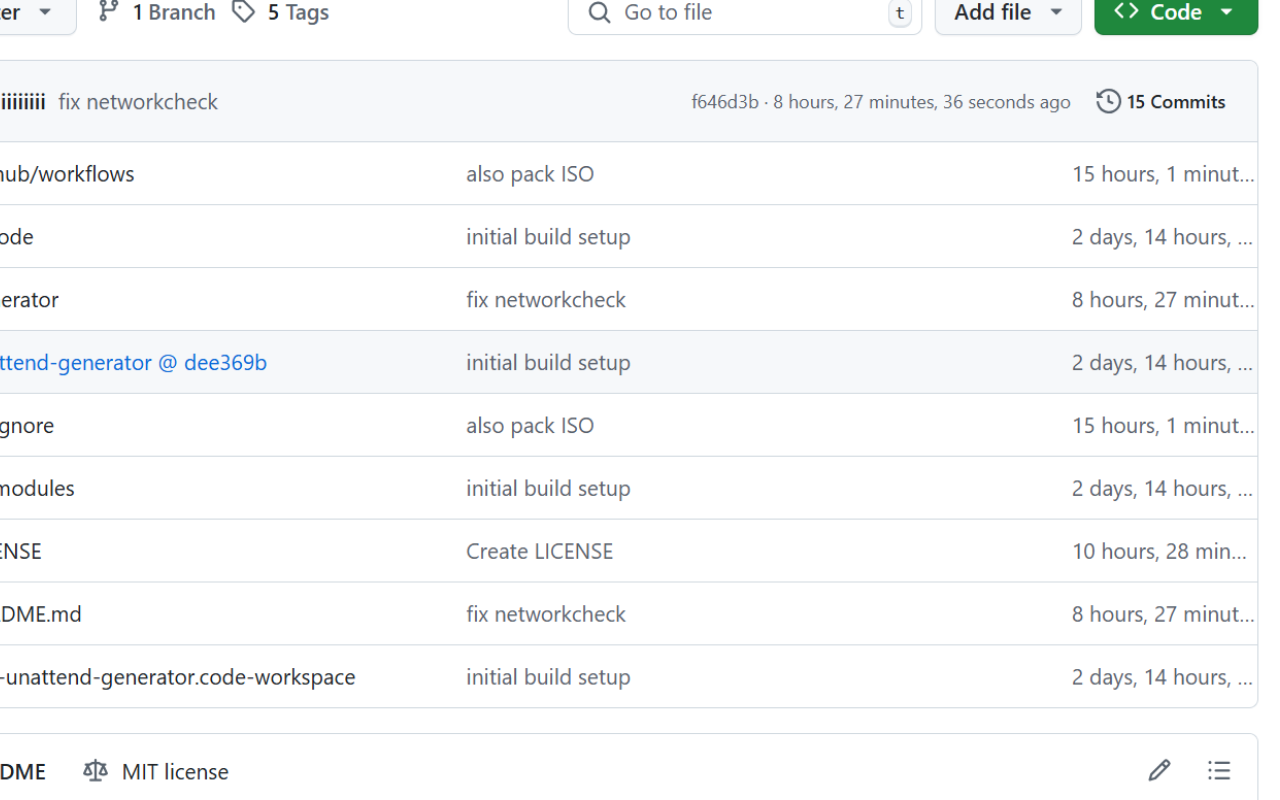 ter 1 Branch 5 Tags Go to file t Add file Code
iiiiiiiii fix networkcheck f646d3b · 8 hours, 27 minutes, 36 seconds ago 15 Commits
hub/workflows also pack ISO 15 hours, 1 minut...
ode initial build setup 2 days, 14 hours, ...
erator fix networkcheck 8 hours, 27 minut...
ttend-generator @ dee369b initial build setup 2 days, 14 hours, ...
gnore also pack ISO 15 hours, 1 minut...
modules initial build setup 2 days, 14 hours, ...
ENSE Create LICENSE 10 hours, 28 min...
DME.md fix networkcheck 8 hours, 27 minut...
-unattend-generator.code-workspace initial build setup 2 days, 14 hours, ...
DME MIT license